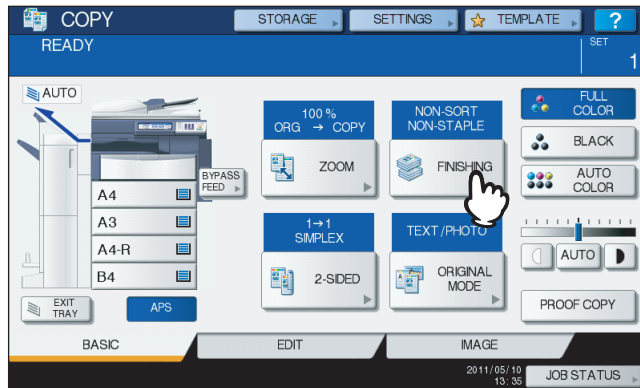 COPY
STORAGE
SETTINGS
TEMPLATE
?
READY
SET
1
AUTO
100 %
ORG → COPY
ZOOM
NON-SORT
NON-STAPLE
FINISHING
FULL
COLOR
BLACK
AUTO
COLOR
BYPASS
FEED
A4
A3
A4-R
B4
1→1
SIMPLEX
2-SIDED
TEXT/PHOTO
ORIGINAL
MODE
AUTO
EXIT
TRAY
APS
PROOF COPY
BASIC
EDIT
IMAGE
2011/05/10
13:35
JOB STATUS